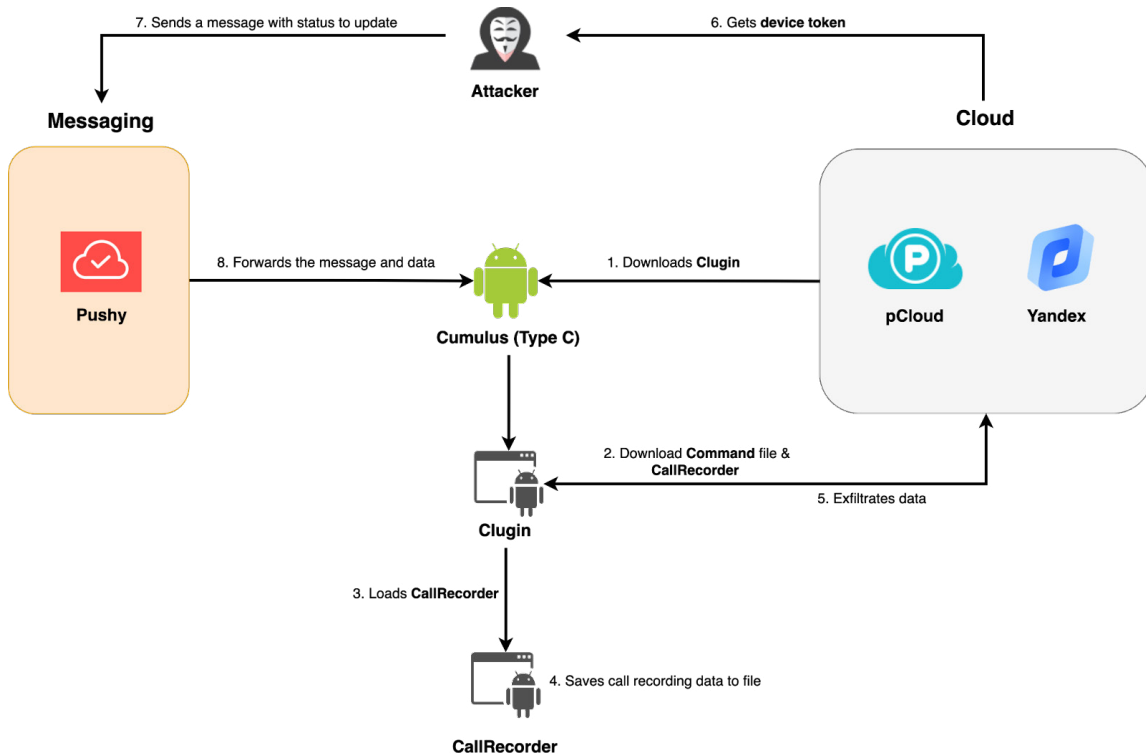 7. Sends a message with status to update
6. Gets device token
Attacker
Messaging
Cloud
P
8. Forwards the message and data
1. Downloads Clugin
Pushy
pCloud
Yandex
Cumulus (Type C)
2. Download Command file &
CallRecorder
5. Exfiltrates data
Clugin
3. Loads CallRecorder
4. Saves call recording data to file
CallRecorder